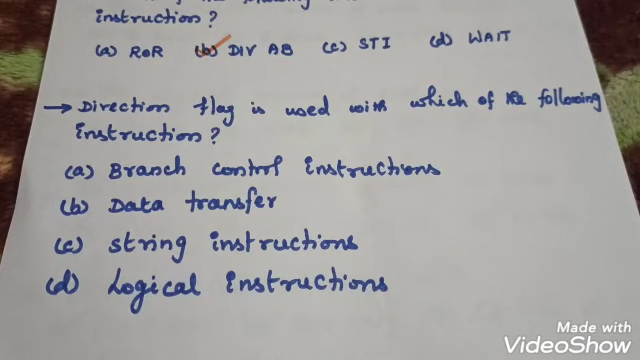 instruction?
(a) ROR (b) DIV AB (c) STI (d) WAIT
→ Direction flag is used with which of the following
instruction?
(a) Branch control instructions
(b) Data transfer
(c) string instructions
(d) Logical instructions
Made with
VideoShow